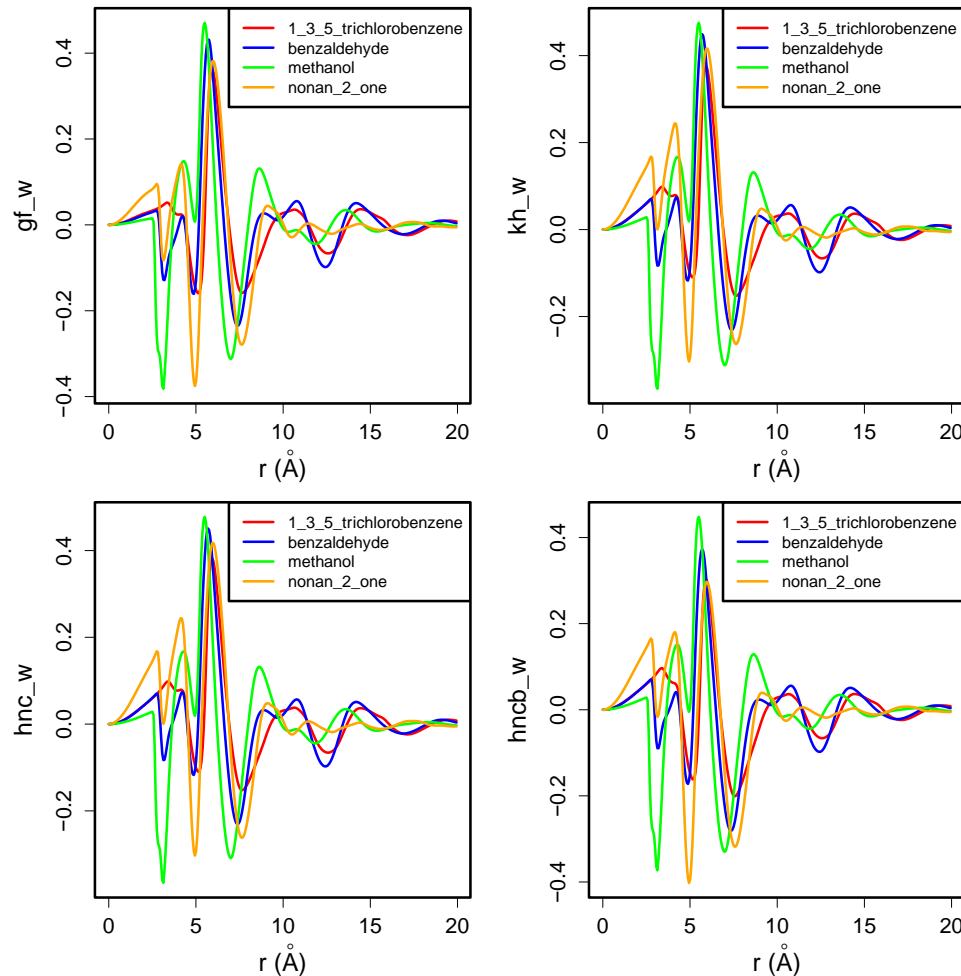 gf_w
0.4
0.2
0.0
−0.2
−0.4
1_3_5_trichlorobenzene
benzaldehyde
methanol
nonan_2_one
0 5 10 15 20
r (Å)
kh_w
0.4
0.2
0.0
−0.2
1_3_5_trichlorobenzene
benzaldehyde
methanol
nonan_2_one
0 5 10 15 20
r (Å)
hnc_w
0.4
0.2
0.0
−0.2
1_3_5_trichlorobenzene
benzaldehyde
methanol
nonan_2_one
0 5 10 15 20
r (Å)
hncb_w
0.4
0.2
0.0
−0.2
−0.4
1_3_5_trichlorobenzene
benzaldehyde
methanol
nonan_2_one
0 5 10 15 20
r (Å)